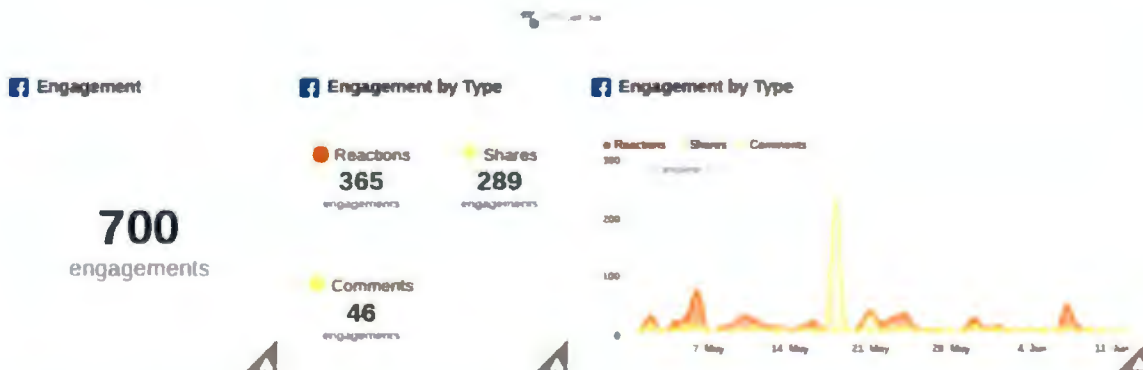 Engagement
700
engagements
Engagement by Type
Reactions
365
engagements
Shares
289
engagements
Comments
46
engagements
Engagement by Type
Reactions Shares Comments
300
200
100
0
7 May 14 May 21 May 28 May 4 Jun 11 Jun